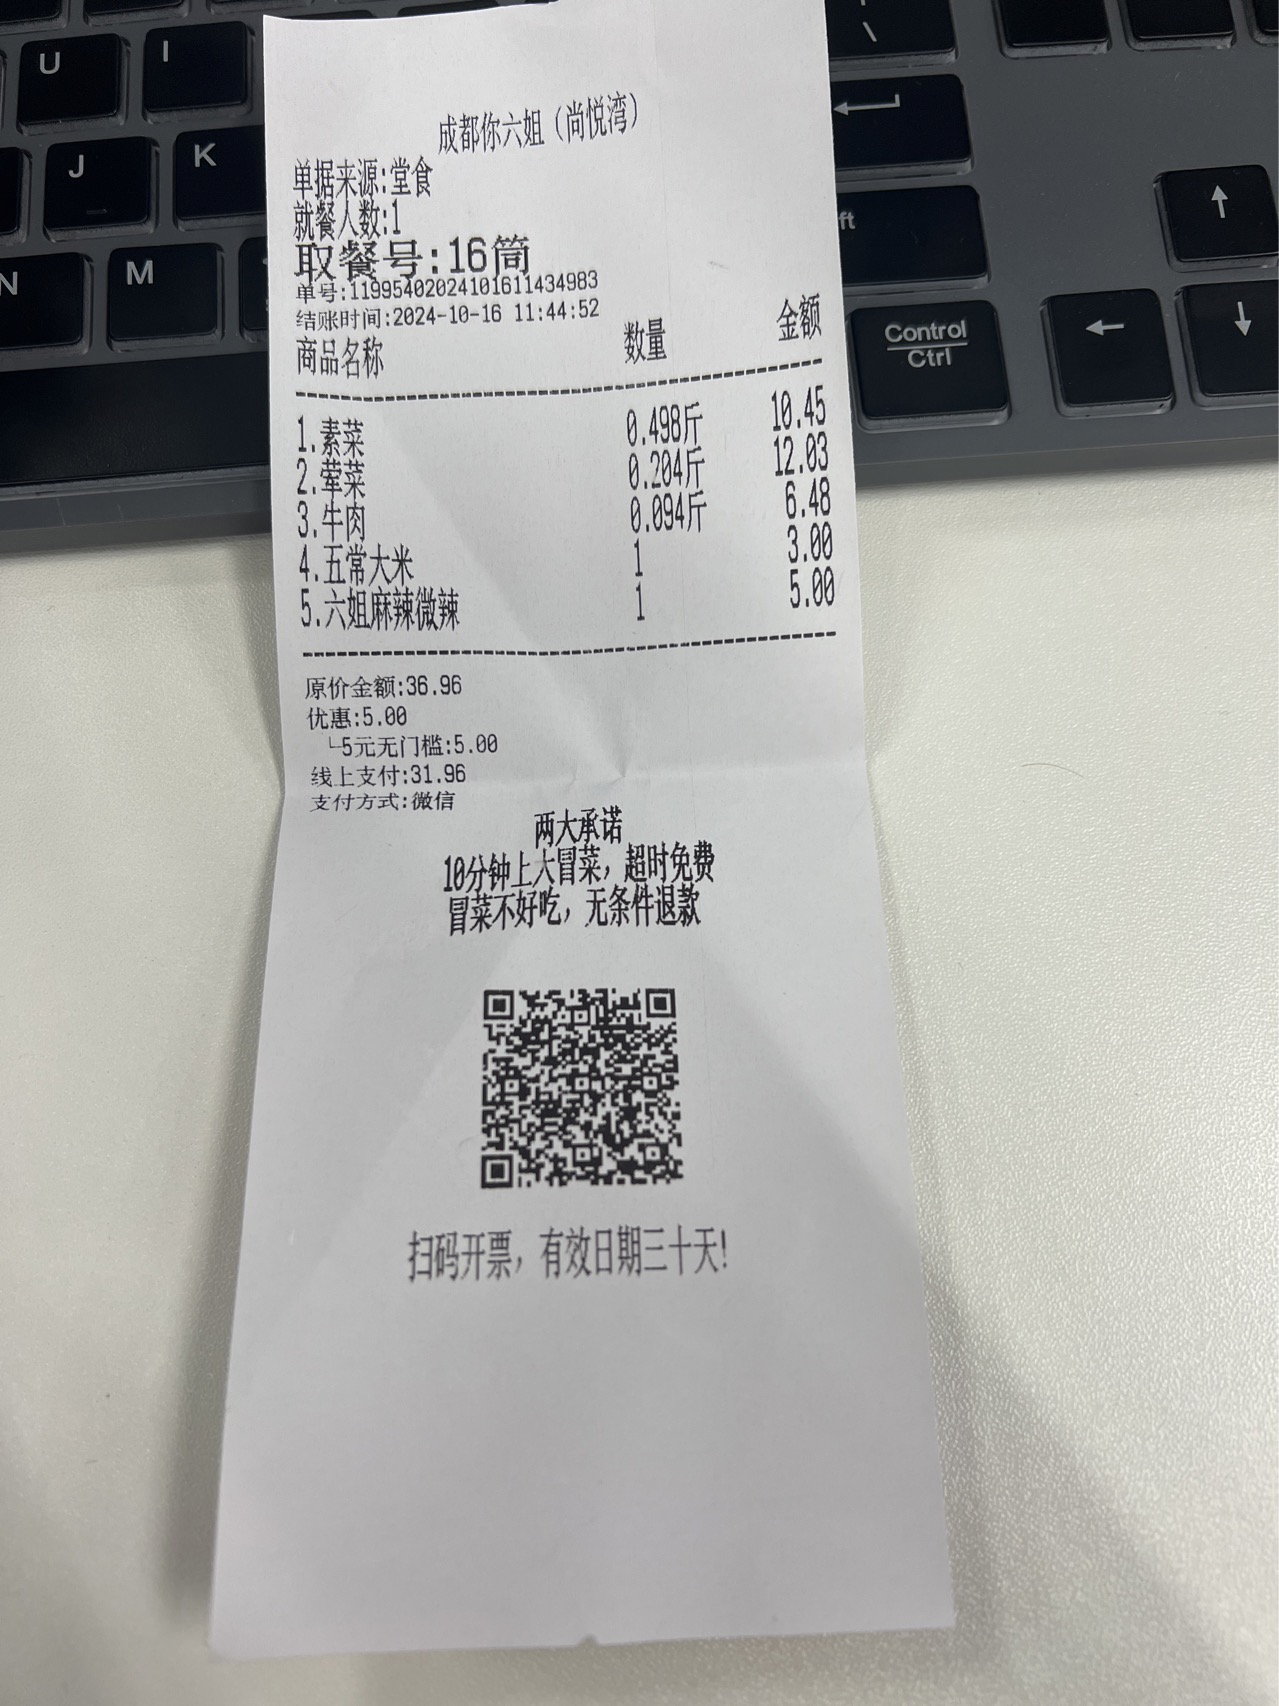 U
I
\
J
K
ft
N
M
↑
Control
Ctrl
←
↓
成都你六姐（尚悦湾）
单据来源:堂食
就餐人数:1
取餐号:16筒
单号:11995402024101611434983
结账时间:2024-10-16 11:44:52
商品名称 数量 金额
1.素菜 0.498斤 10.45
2.荤菜 0.204斤 12.03
3.牛肉 0.094斤 6.48
4.五常大米 1 3.00
5.六姐麻辣微辣 1 5.00
原价金额:36.96
优惠:5.00
└5元无门槛:5.00
线上支付:31.96
支付方式:微信
两大承诺
10分钟上大冒菜，超时免费
冒菜不好吃，无条件退款
扫码开票，有效日期三十天!